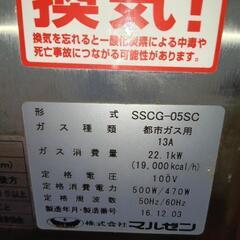 換気!
換気を忘れると一酸化炭素による中毒や
死亡事故につながる可能性があります。
形 式 SSCG-05SC
ガス種類 都市ガス用
13A
ガス消費量 22.1kW
(19,000kcal/h)
定格電圧 100V
定格消費電力 500W/470W
定格周波数 50Hz/60Hz
製造年月・製造番号 16.12.03
株式会社マルゼン